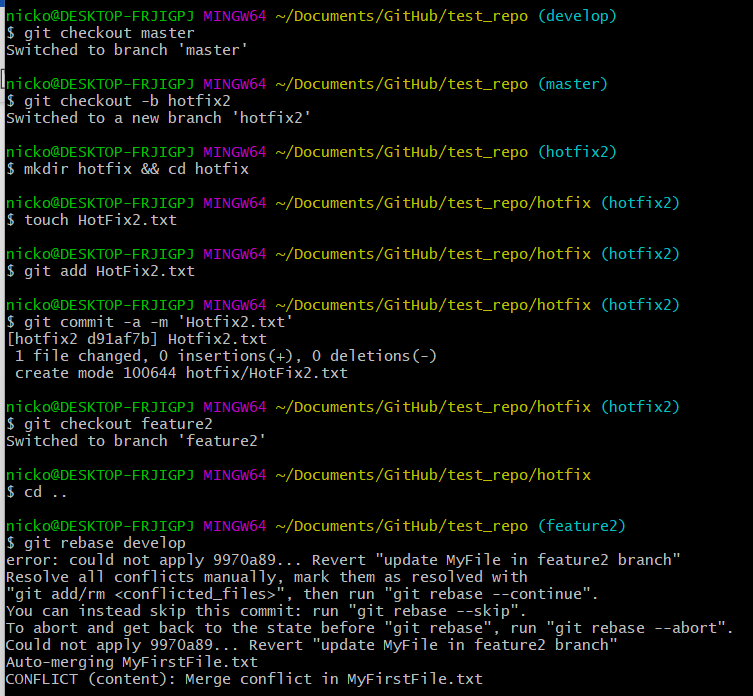 nicko@DESKTOP-FRJIGPJ MINGW64 ~/Documents/GitHub/test_repo (develop)
$ git checkout master
Switched to branch 'master'
nicko@DESKTOP-FRJIGPJ MINGW64 ~/Documents/GitHub/test_repo (master)
$ git checkout -b hotfix2
Switched to a new branch 'hotfix2'
nicko@DESKTOP-FRJIGPJ MINGW64 ~/Documents/GitHub/test_repo (hotfix2)
$ mkdir hotfix && cd hotfix
nicko@DESKTOP-FRJIGPJ MINGW64 ~/Documents/GitHub/test_repo/hotfix (hotfix2)
$ touch HotFix2.txt
nicko@DESKTOP-FRJIGPJ MINGW64 ~/Documents/GitHub/test_repo/hotfix (hotfix2)
$ git add HotFix2.txt
nicko@DESKTOP-FRJIGPJ MINGW64 ~/Documents/GitHub/test_repo/hotfix (hotfix2)
$ git commit -a -m 'Hotfix2.txt'
[hotfix2 d91af7b] Hotfix2.txt
1 file changed, 0 insertions(+), 0 deletions(-)
create mode 100644 hotfix/HotFix2.txt
nicko@DESKTOP-FRJIGPJ MINGW64 ~/Documents/GitHub/test_repo/hotfix (hotfix2)
$ git checkout feature2
Switched to branch 'feature2'
nicko@DESKTOP-FRJIGPJ MINGW64 ~/Documents/GitHub/test_repo/hotfix
$ cd ..
nicko@DESKTOP-FRJIGPJ MINGW64 ~/Documents/GitHub/test_repo (feature2)
$ git rebase develop
error: could not apply 9970a89... Revert "update MyFile in feature2 branch"
Resolve all conflicts manually, mark them as resolved with
"git add/rm <conflicted_files>", then run "git rebase --continue".
You can instead skip this commit: run "git rebase --skip".
To abort and get back to the state before "git rebase", run "git rebase --abort".
Could not apply 9970a89... Revert "update MyFile in feature2 branch"
Auto-merging MyFirstFile.txt
CONFLICT (content): Merge conflict in MyFirstFile.txt